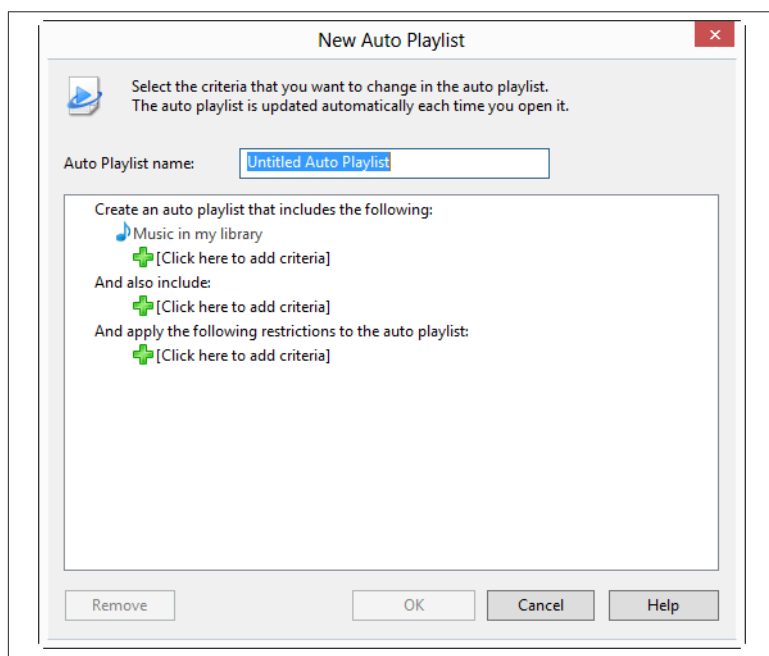 New Auto Playlist
Select the criteria that you want to change in the auto playlist.
The auto playlist is updated automatically each time you open it.
Auto Playlist name:
Untitled Auto Playlist
Create an auto playlist that includes the following:
Music in my library
[Click here to add criteria]
And also include:
[Click here to add criteria]
And apply the following restrictions to the auto playlist:
[Click here to add criteria]
Remove
OK
Cancel
Help